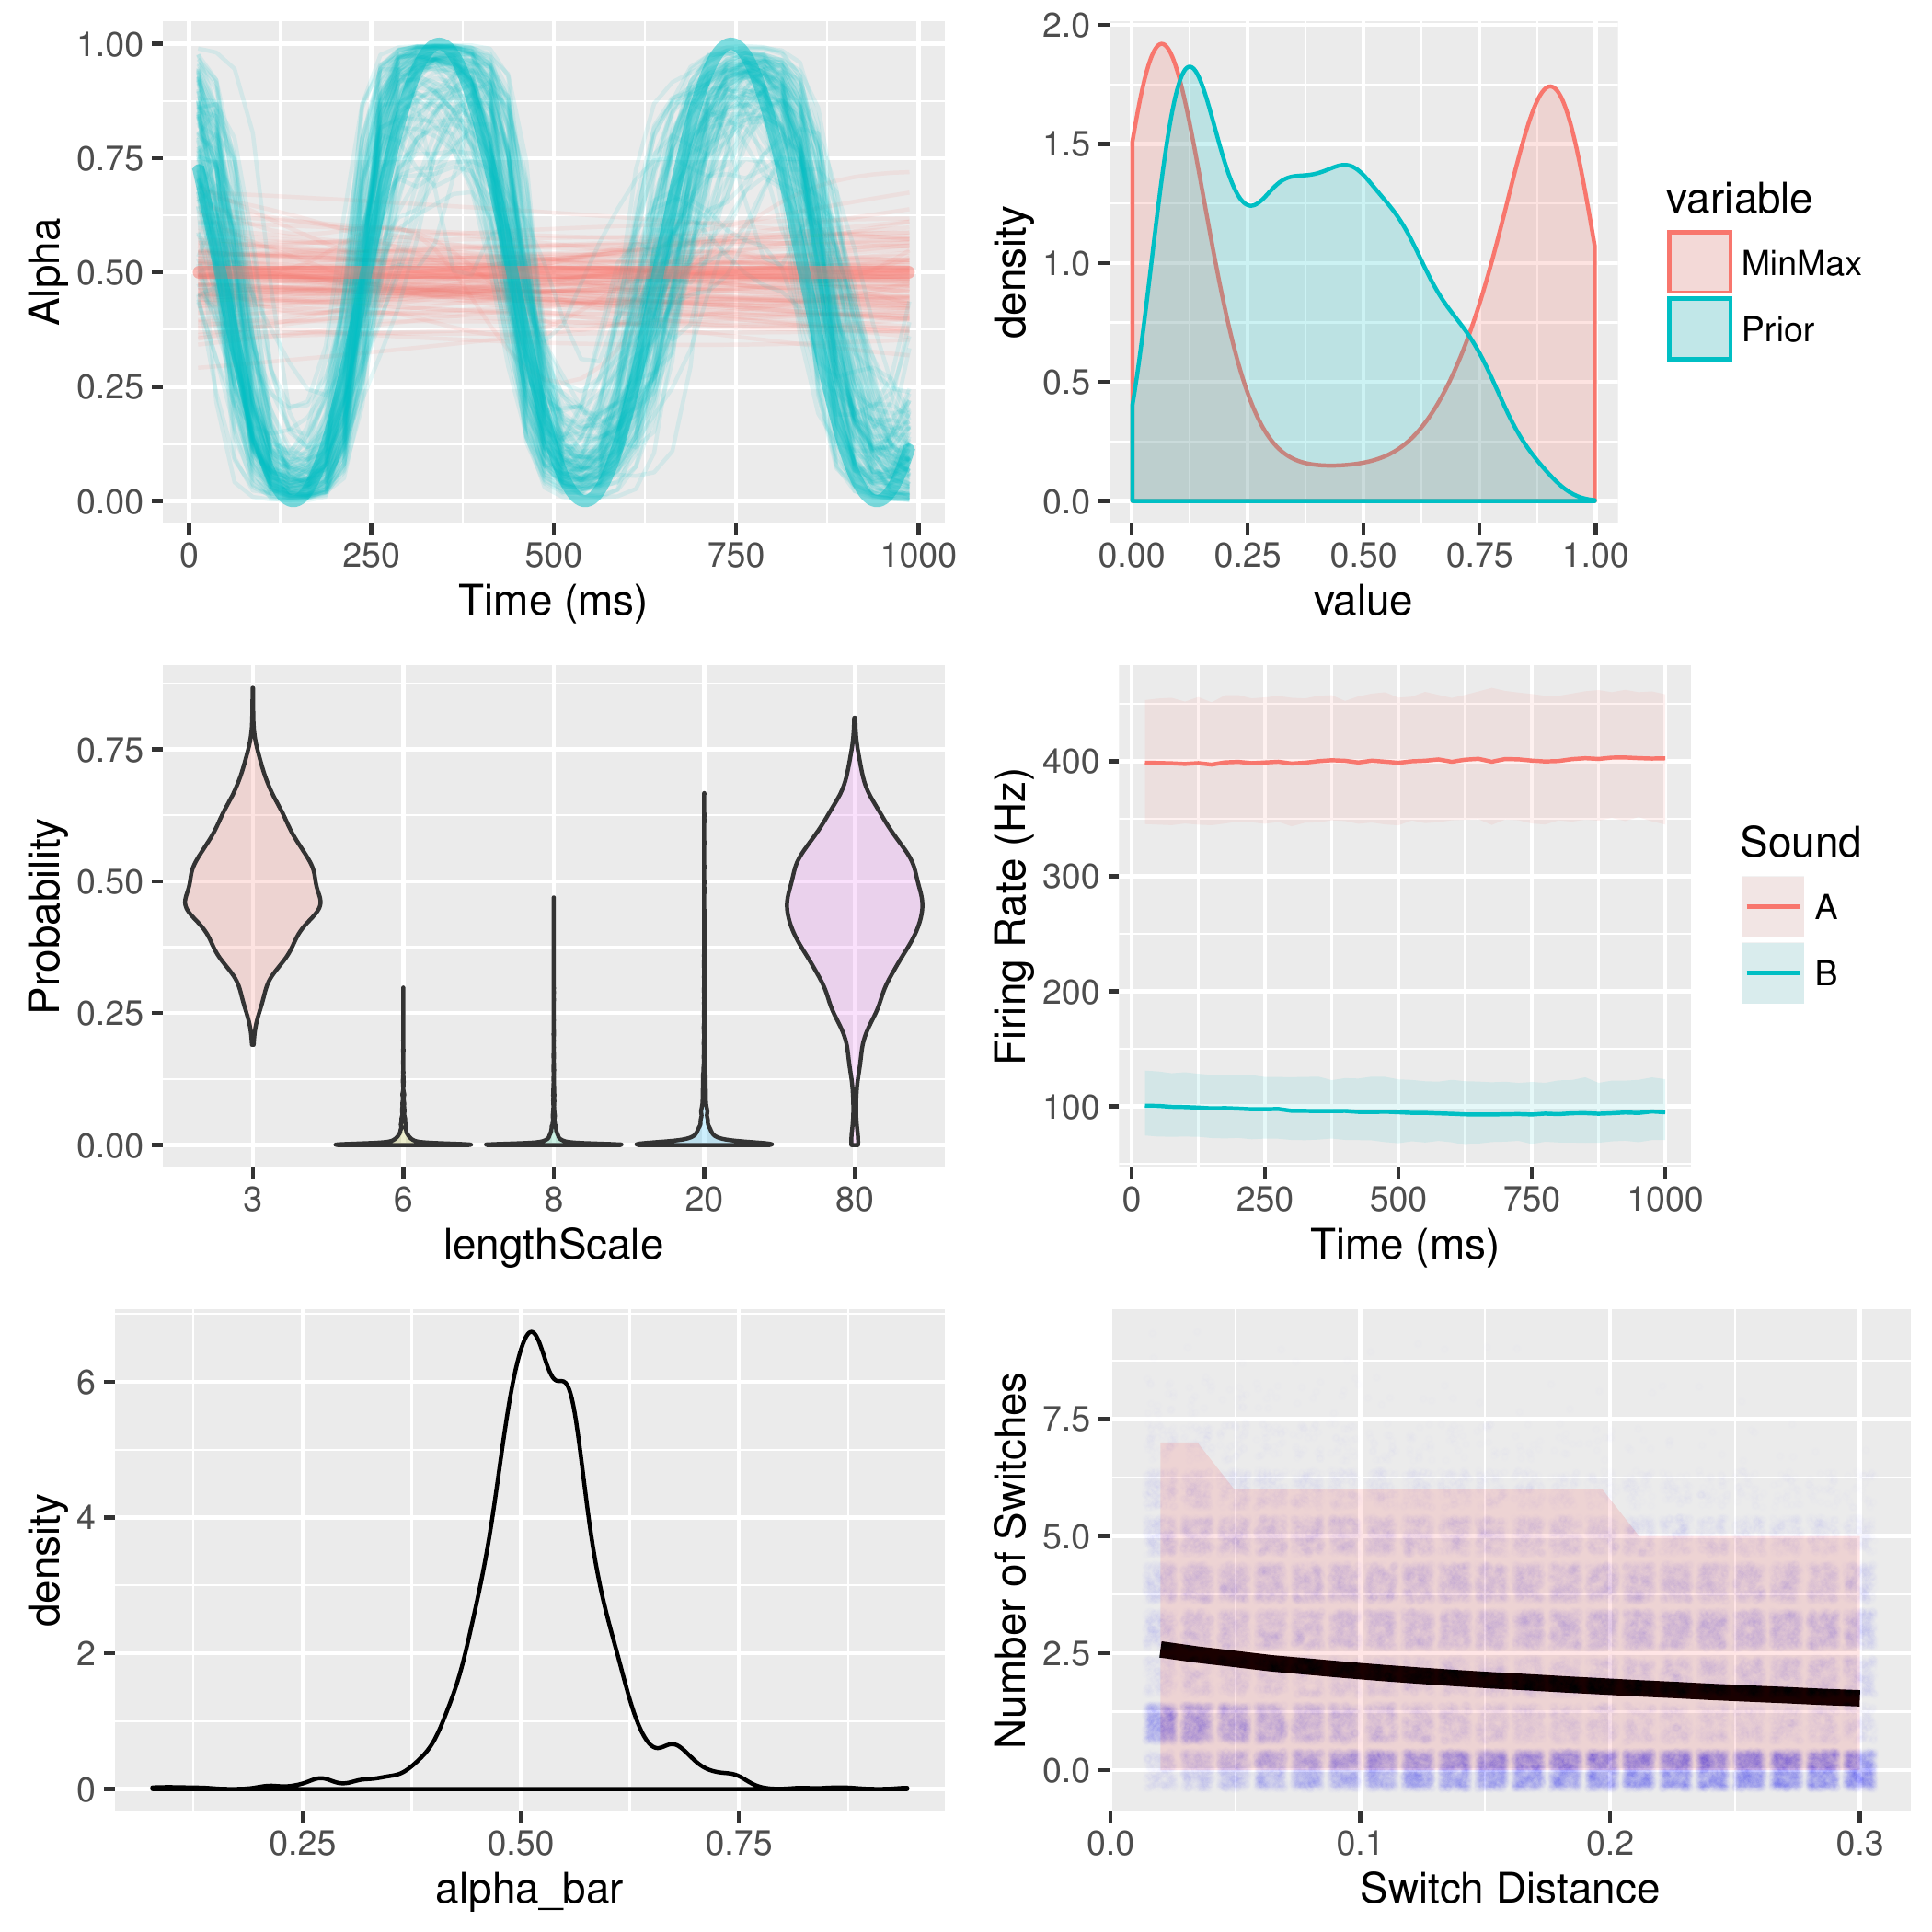 Alpha
1.00
0.75
0.50
0.25
0.00
0 250 500 750 1000
Time (ms)
density
2.0
1.5
1.0
0.5
0.0
0.00 0.25 0.50 0.75 1.00
value
variable
MinMax
Prior
Probability
0.75
0.50
0.25
0.00
3 6 8 20 80
lengthScale
Firing Rate (Hz)
400
300
200
100
0 250 500 750 1000
Time (ms)
Sound
A
B
density
6
4
2
0
0.25 0.50 0.75
alpha_bar
Number of Switches
7.5
5.0
2.5
0.0
0.0 0.1 0.2 0.3
Switch Distance